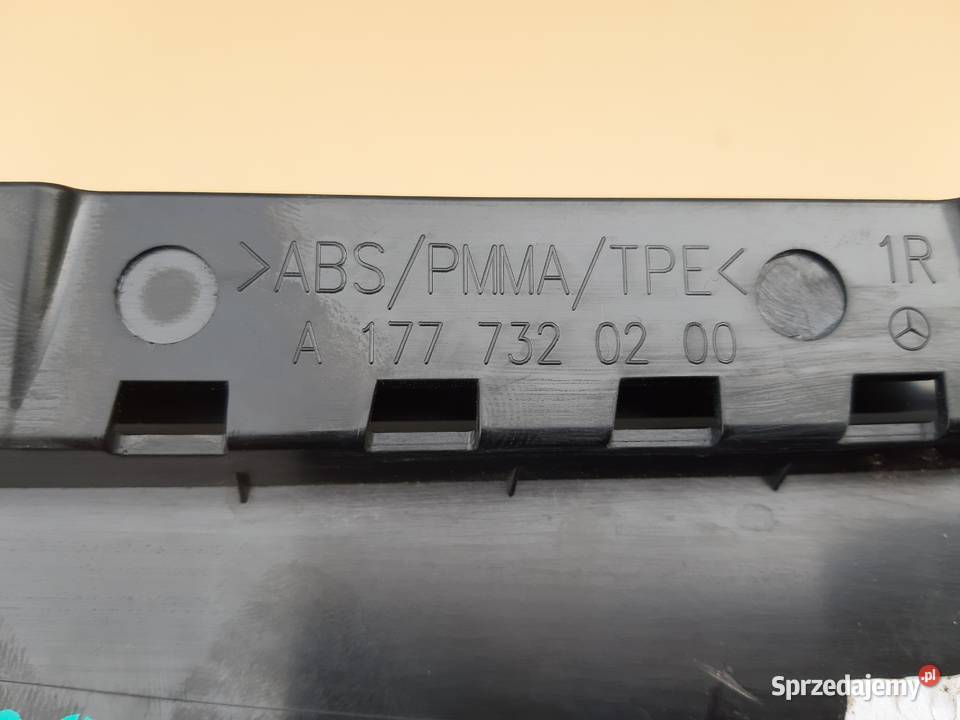 >ABS/PMMA/TPE<
1R
A 177 732 02 00
Sprzedajemy.pl